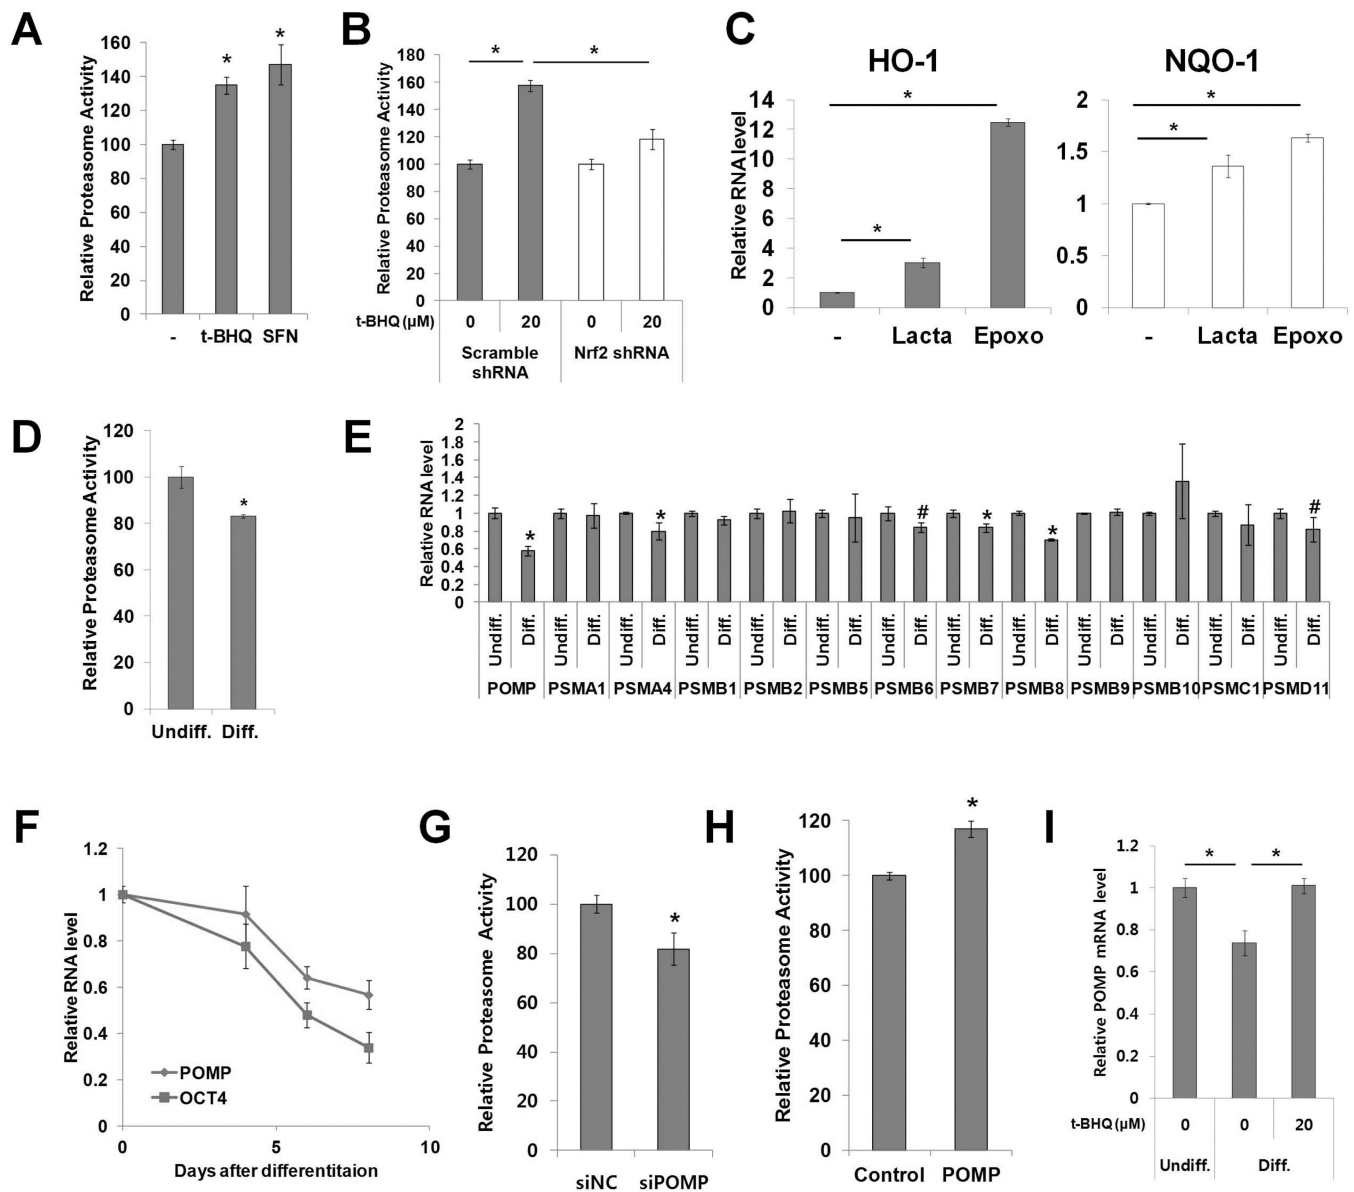 A
160
140
120
100
80
60
40
20
0
Relative Proteasome Activity
*
*
-
t-BHQ
SFN
B
180
160
140
120
100
80
60
40
20
0
Relative Proteasome Activity
*
*
t-BHQ (μM)
0
20
0
20
Scramble
shRNA
Nrf2 shRNA
C
HO-1
14
12
10
8
6
4
2
0
Relative RNA level
*
*
-
Lacta
Epoxo
NQO-1
2
1.5
1
0.5
0
*
*
-
Lacta
Epoxo
D
120
100
80
60
40
20
0
Relative Proteasome Activity
*
Undiff.
Diff.
E
2
1.8
1.6
1.4
1.2
1
0.8
0.6
0.4
0.2
0
Relative RNA level
*
*
#
*
*
#
Undiff.
Diff.
Undiff.
Diff.
Undiff.
Diff.
Undiff.
Diff.
Undiff.
Diff.
Undiff.
Diff.
Undiff.
Diff.
Undiff.
Diff.
Undiff.
Diff.
Undiff.
Diff.
Undiff.
Diff.
Undiff.
Diff.
Undiff.
Diff.
POMP
PSMA1
PSMA4
PSMB1
PSMB2
PSMB5
PSMB6
PSMB7
PSMB8
PSMB9
PSMB10
PSMC1
PSMD11
F
1.2
1
0.8
0.6
0.4
0.2
0
Relative RNA level
POMP
OCT4
0
5
10
Days after differentitaion
G
120
100
80
60
40
20
0
Relative Proteasome Activity
*
siNC
siPOMP
H
120
100
80
60
40
20
0
Relative Proteasome Activity
*
Control
POMP
I
1.2
1
0.8
0.6
0.4
0.2
0
Relative POMP mRNA level
*
*
t-BHQ (μM)
0
0
20
Undiff.
Diff.